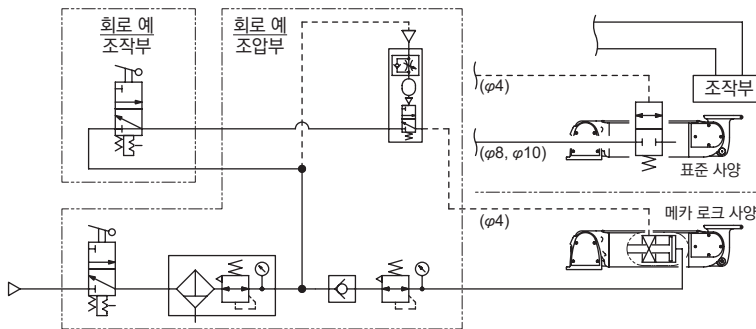 회로 예
조작부
회로 예
조압부
조작부
(φ4)
(φ8, φ10)
표준 사양
메카 로크 사양
(φ4)